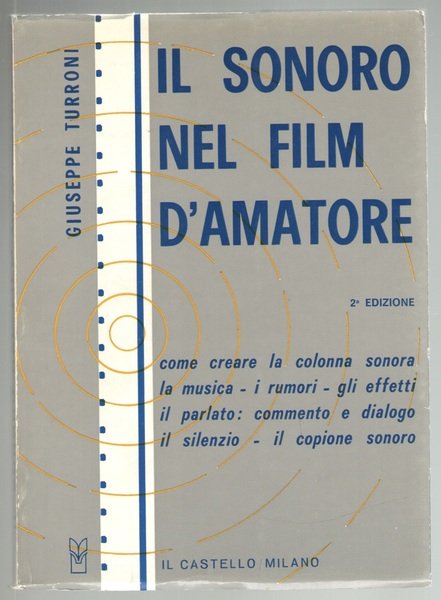 GIUSEPPE TURRONI
IL SONORO
NEL FILM
D'AMATORE
2ª EDIZIONE
come creare la colonna sonora
la musica - i rumori - gli effetti
il parlato: commento e dialogo
il silenzio - il copione sonoro
IL CASTELLO / MILANO